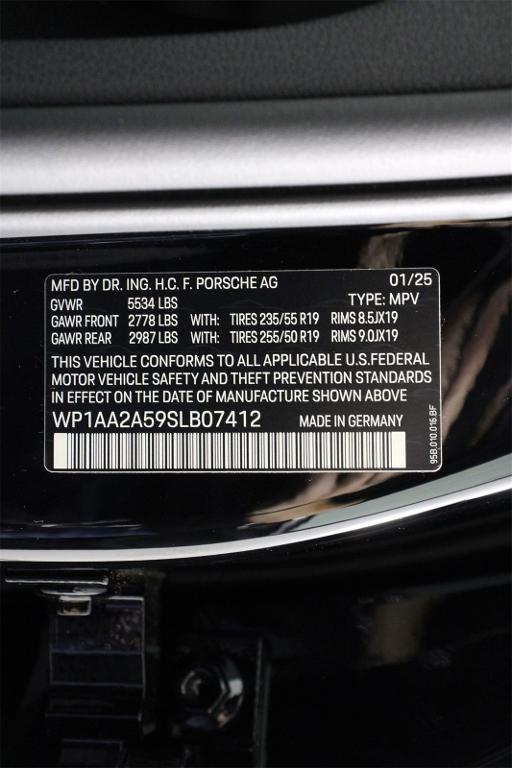 MFD BY DR. ING. H.C. F. PORSCHE AG 01/25
GVWR 5534 LBS TYPE: MPV
GAWR FRONT 2778 LBS WITH: TIRES 235/55 R19 RIMS 8.5JX19
GAWR REAR 2987 LBS WITH: TIRES 255/50 R19 RIMS 9.0JX19
THIS VEHICLE CONFORMS TO ALL APPLICABLE U.S.FEDERAL
MOTOR VEHICLE SAFETY AND THEFT PREVENTION STANDARDS
IN EFFECT ON THE DATE OF MANUFACTURE SHOWN ABOVE
WP1AA2A59SLB07412 MADE IN GERMANY
95B.010.016.BF